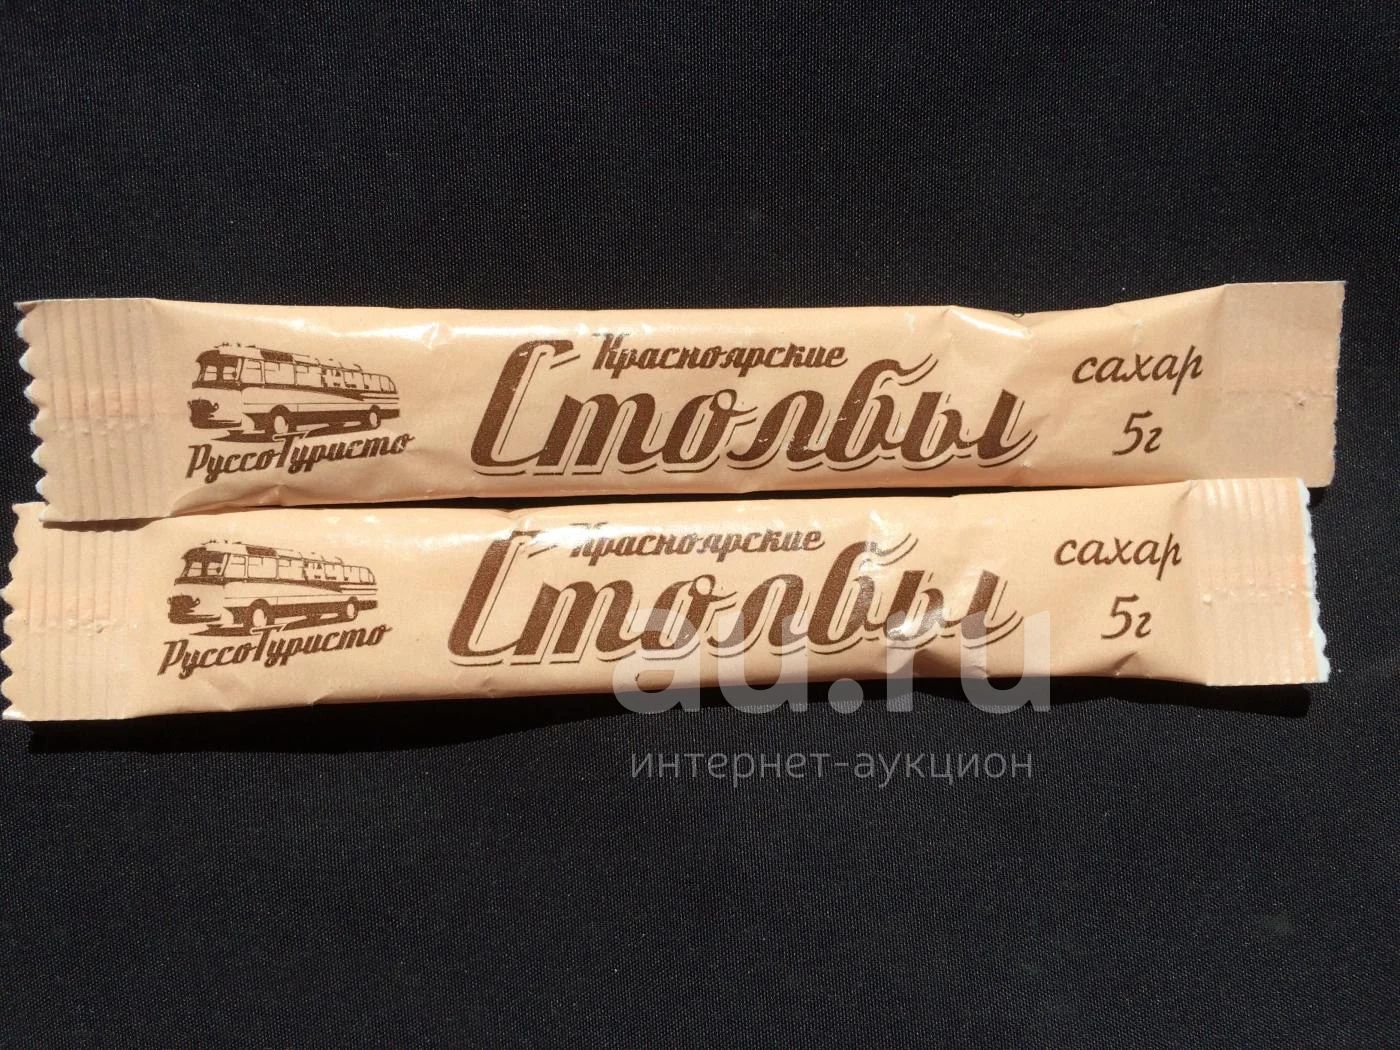 Красноярские
Столбы
РуссоТуристо
сахар
5г
Красноярские
Столбы
РуссоТуристо
сахар
5г
au.ru
интернет-аукцион